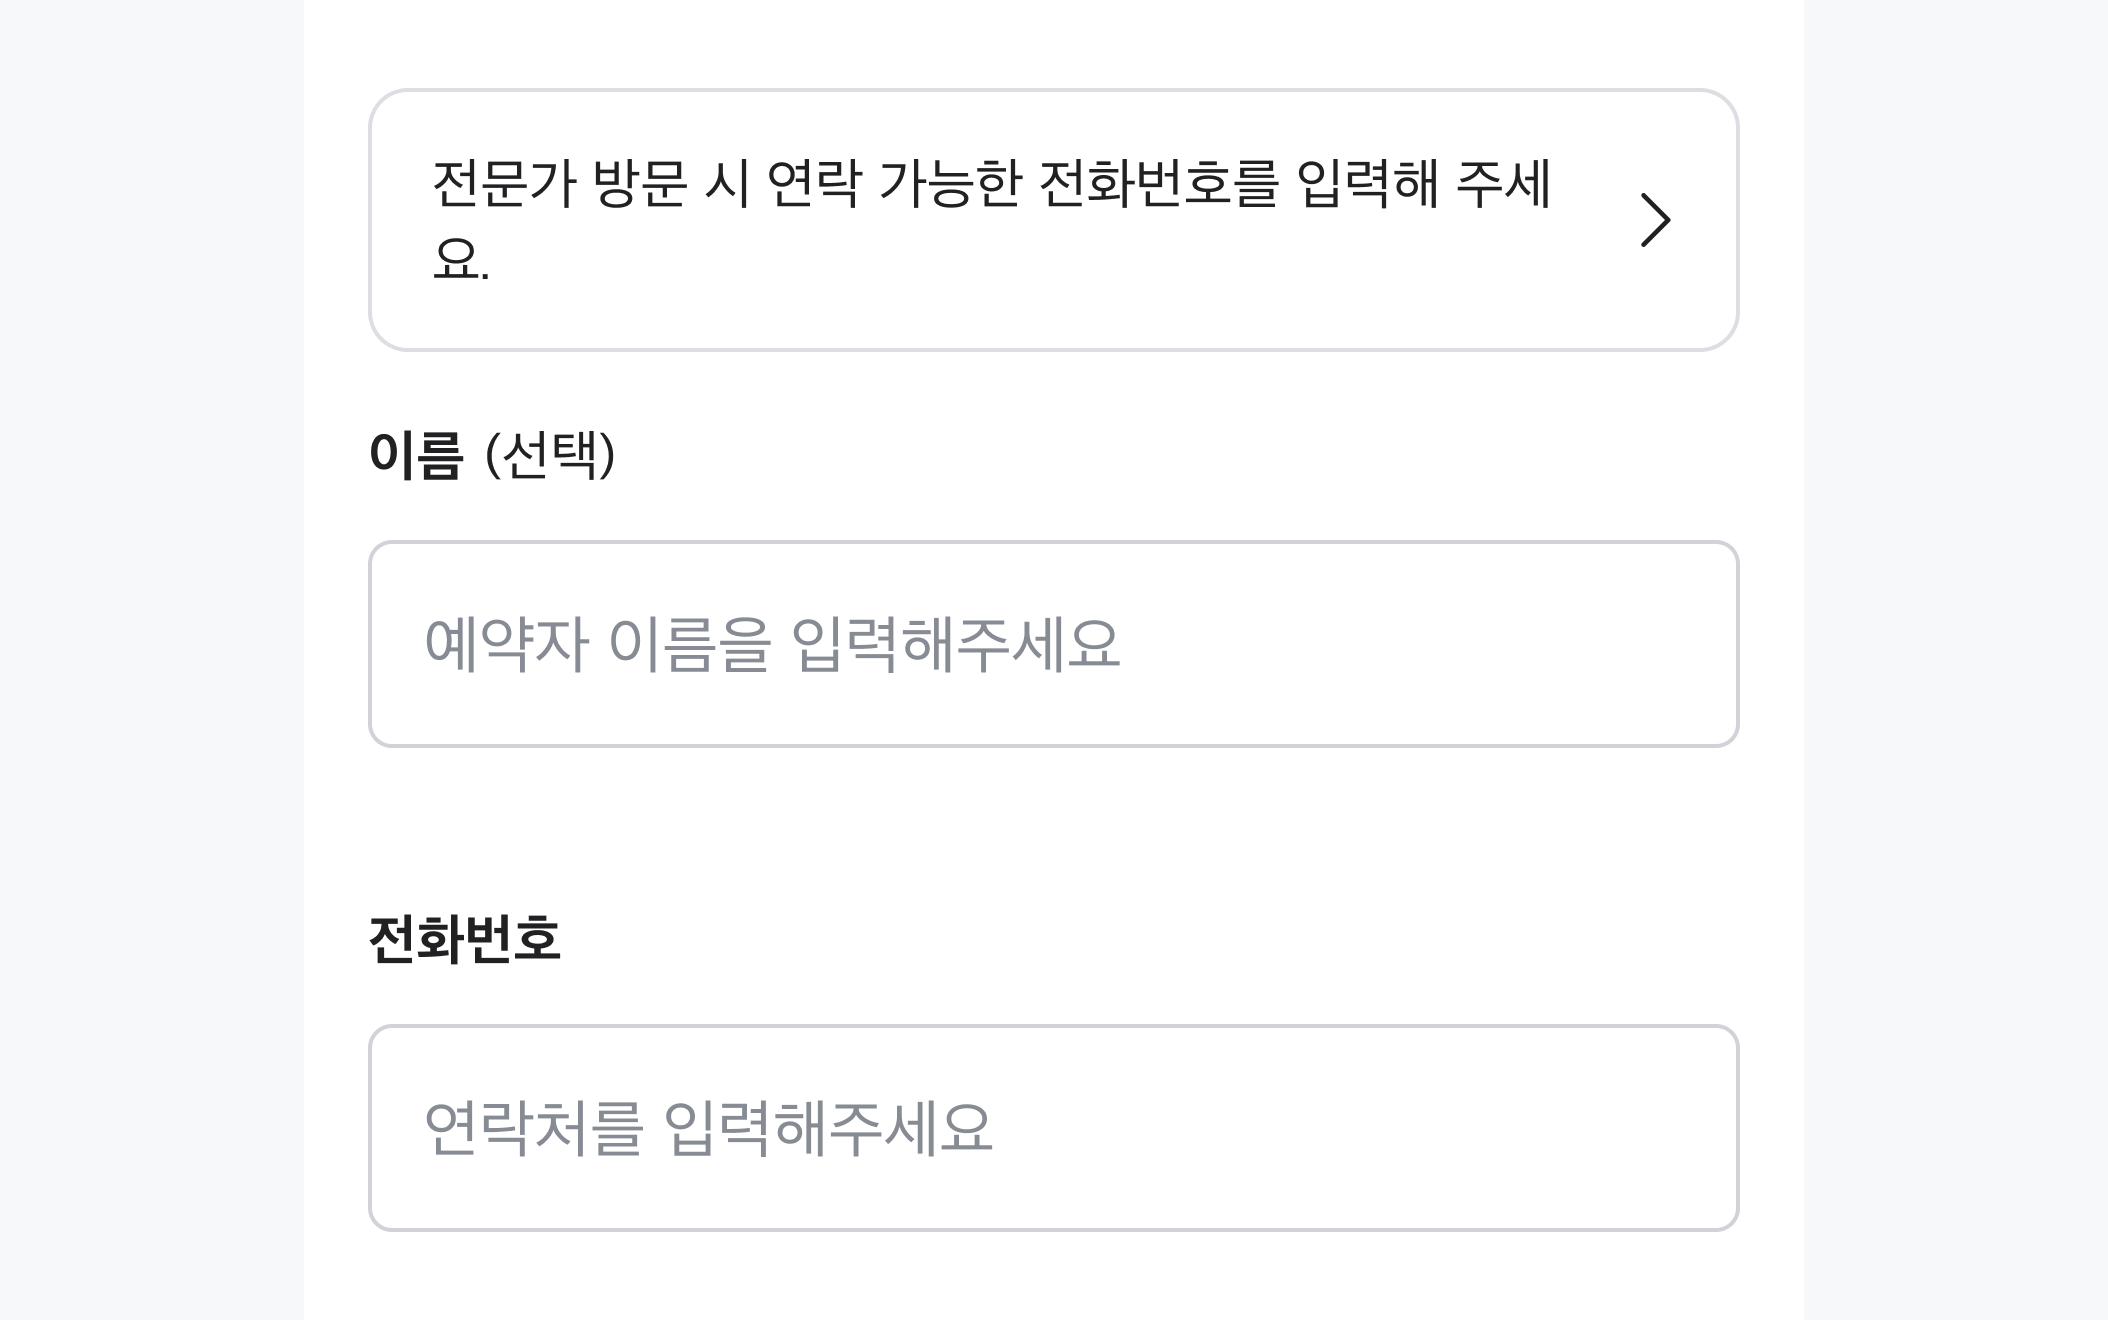 전문가 방문 시 연락 가능한 전화번호를 입력해 주세
요.
이름 (선택)
예약자 이름을 입력해주세요
전화번호
연락처를 입력해주세요